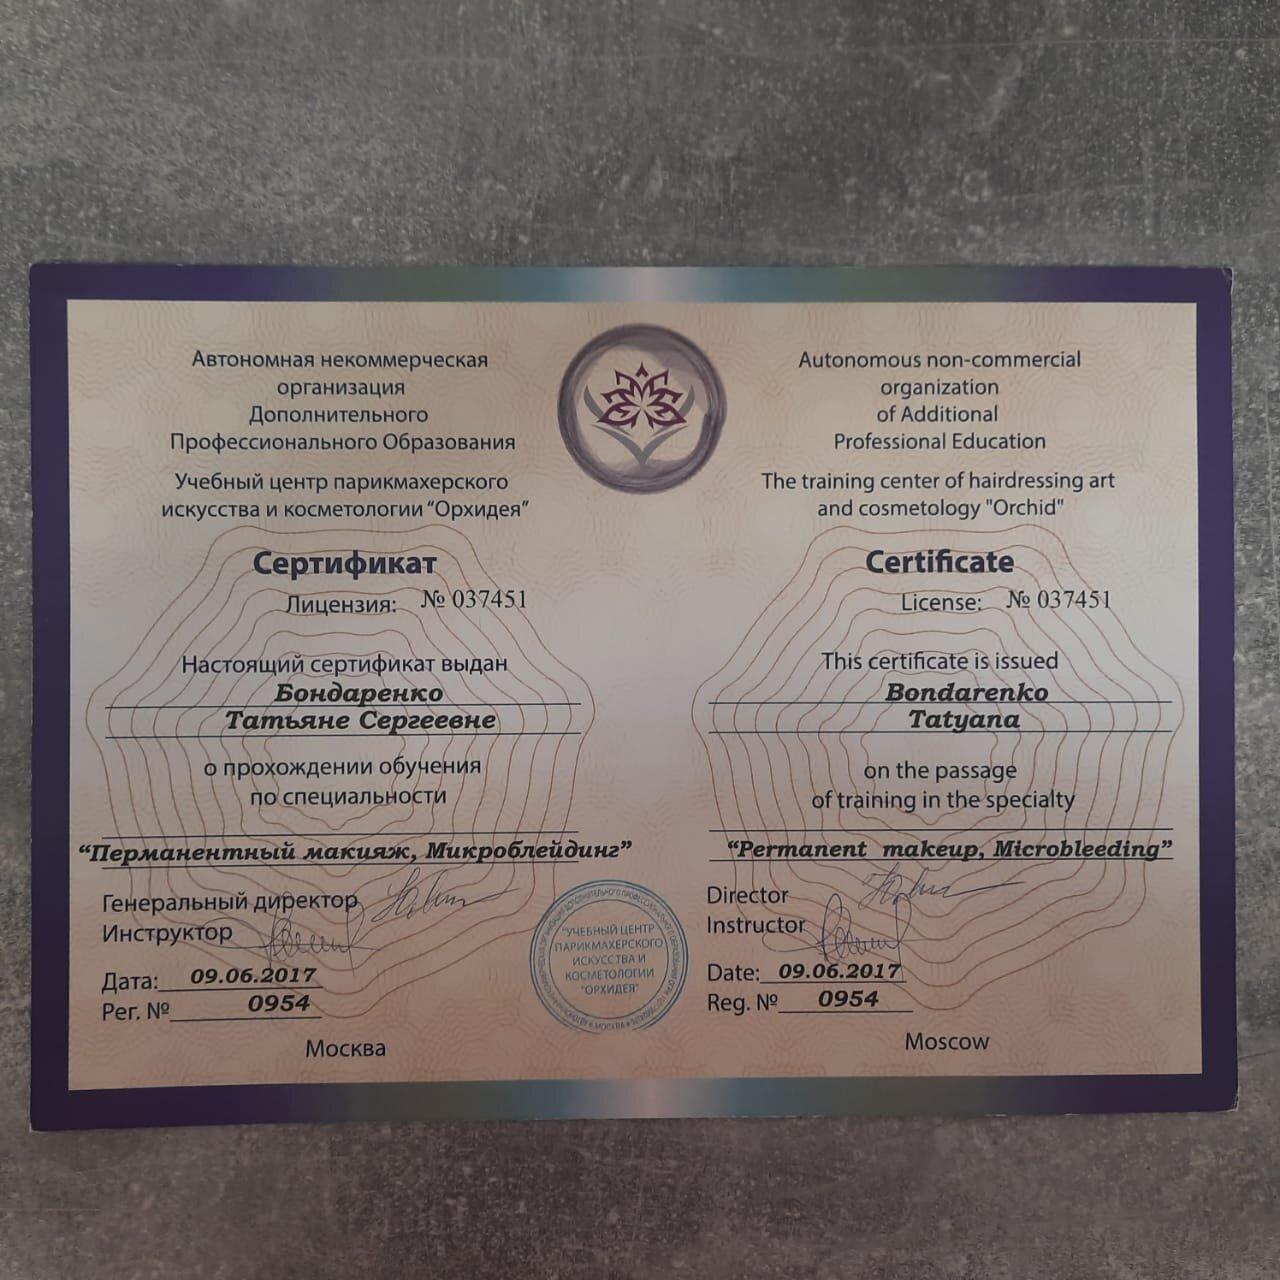 Автономная некоммерческая
организация
Дополнительного
Профессионального Образования
Учебный центр парикмахерского
искусства и косметологии “Орхидея”
Сертификат
Лицензия: № 037451
Настоящий сертификат выдан
Бондаренко
Татьяне Сергеевне
о прохождении обучения
по специальности
“Перманентный макияж, Микроблейдинг”
Генеральный директор
Инструктор
Дата: 09.06.2017
Рег. № 0954
Москва
"УЧЕБНЫЙ ЦЕНТР
ПАРИКМАХЕРСКОГО
ИСКУССТВА И
КОСМЕТОЛОГИИ
"ОРХИДЕЯ"
Autonomous non-commercial
organization
of Additional
Professional Education
The training center of hairdressing art
and cosmetology "Orchid"
Certificate
License: № 037451
This certificate is issued
Bondarenko
Tatyana
on the passage
of training in the specialty
“Permanent makeup, Microbleeding”
Director
Instructor
Date: 09.06.2017
Reg. № 0954
Moscow